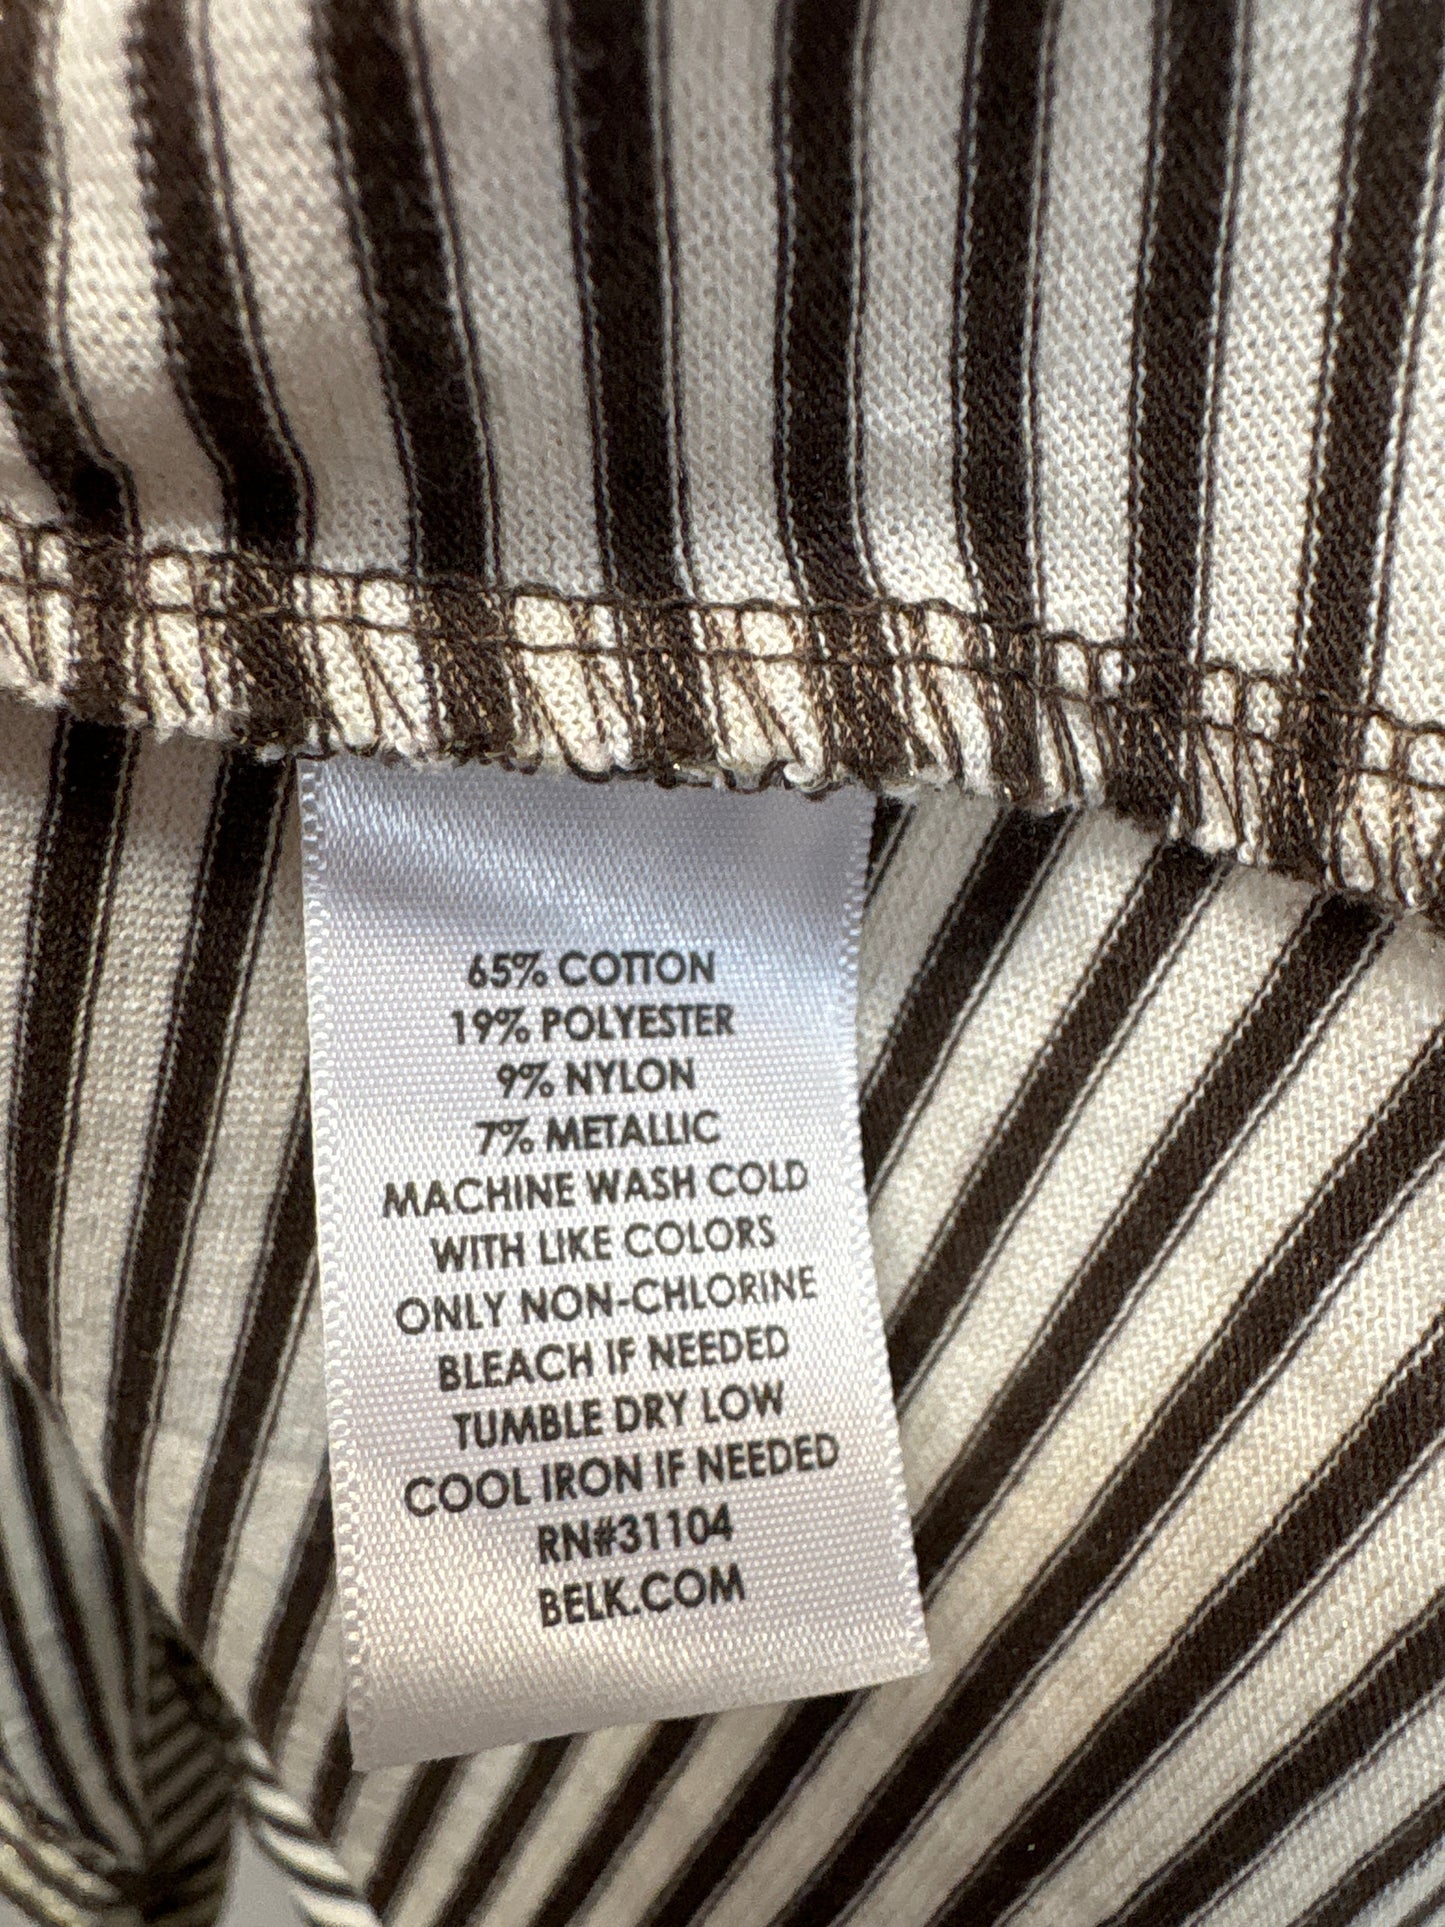 65% COTTON
19% POLYESTER
9% NYLON
7% METALLIC
MACHINE WASH COLD
WITH LIKE COLORS
ONLY NON-CHLORINE
BLEACH IF NEEDED
TUMBLE DRY LOW
COOL IRON IF NEEDED
RN#31104
BELK.COM